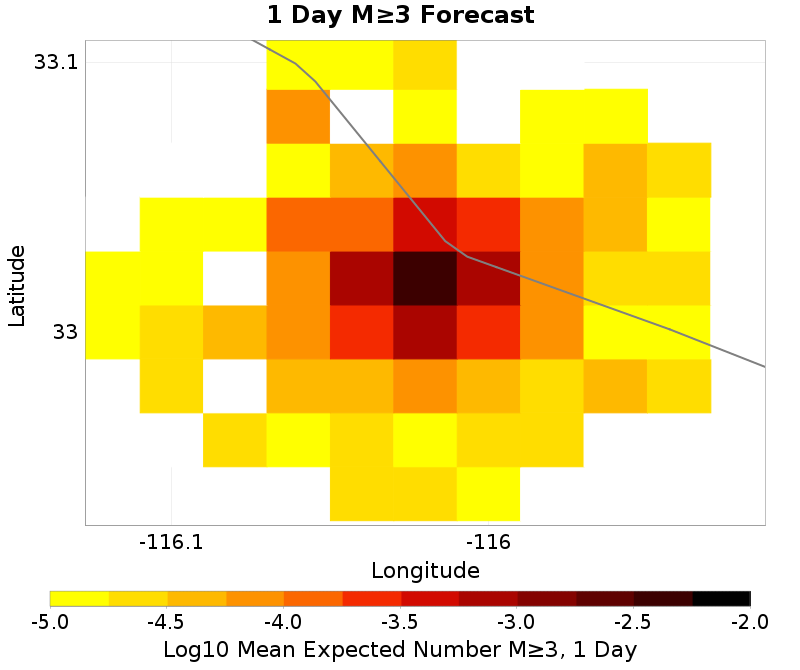 1 Day M≥3 Forecast
33.1
33
Latitude
-116.1 -116
Longitude
-5.0 -4.5 -4.0 -3.5 -3.0 -2.5 -2.0
Log10 Mean Expected Number M≥3, 1 Day